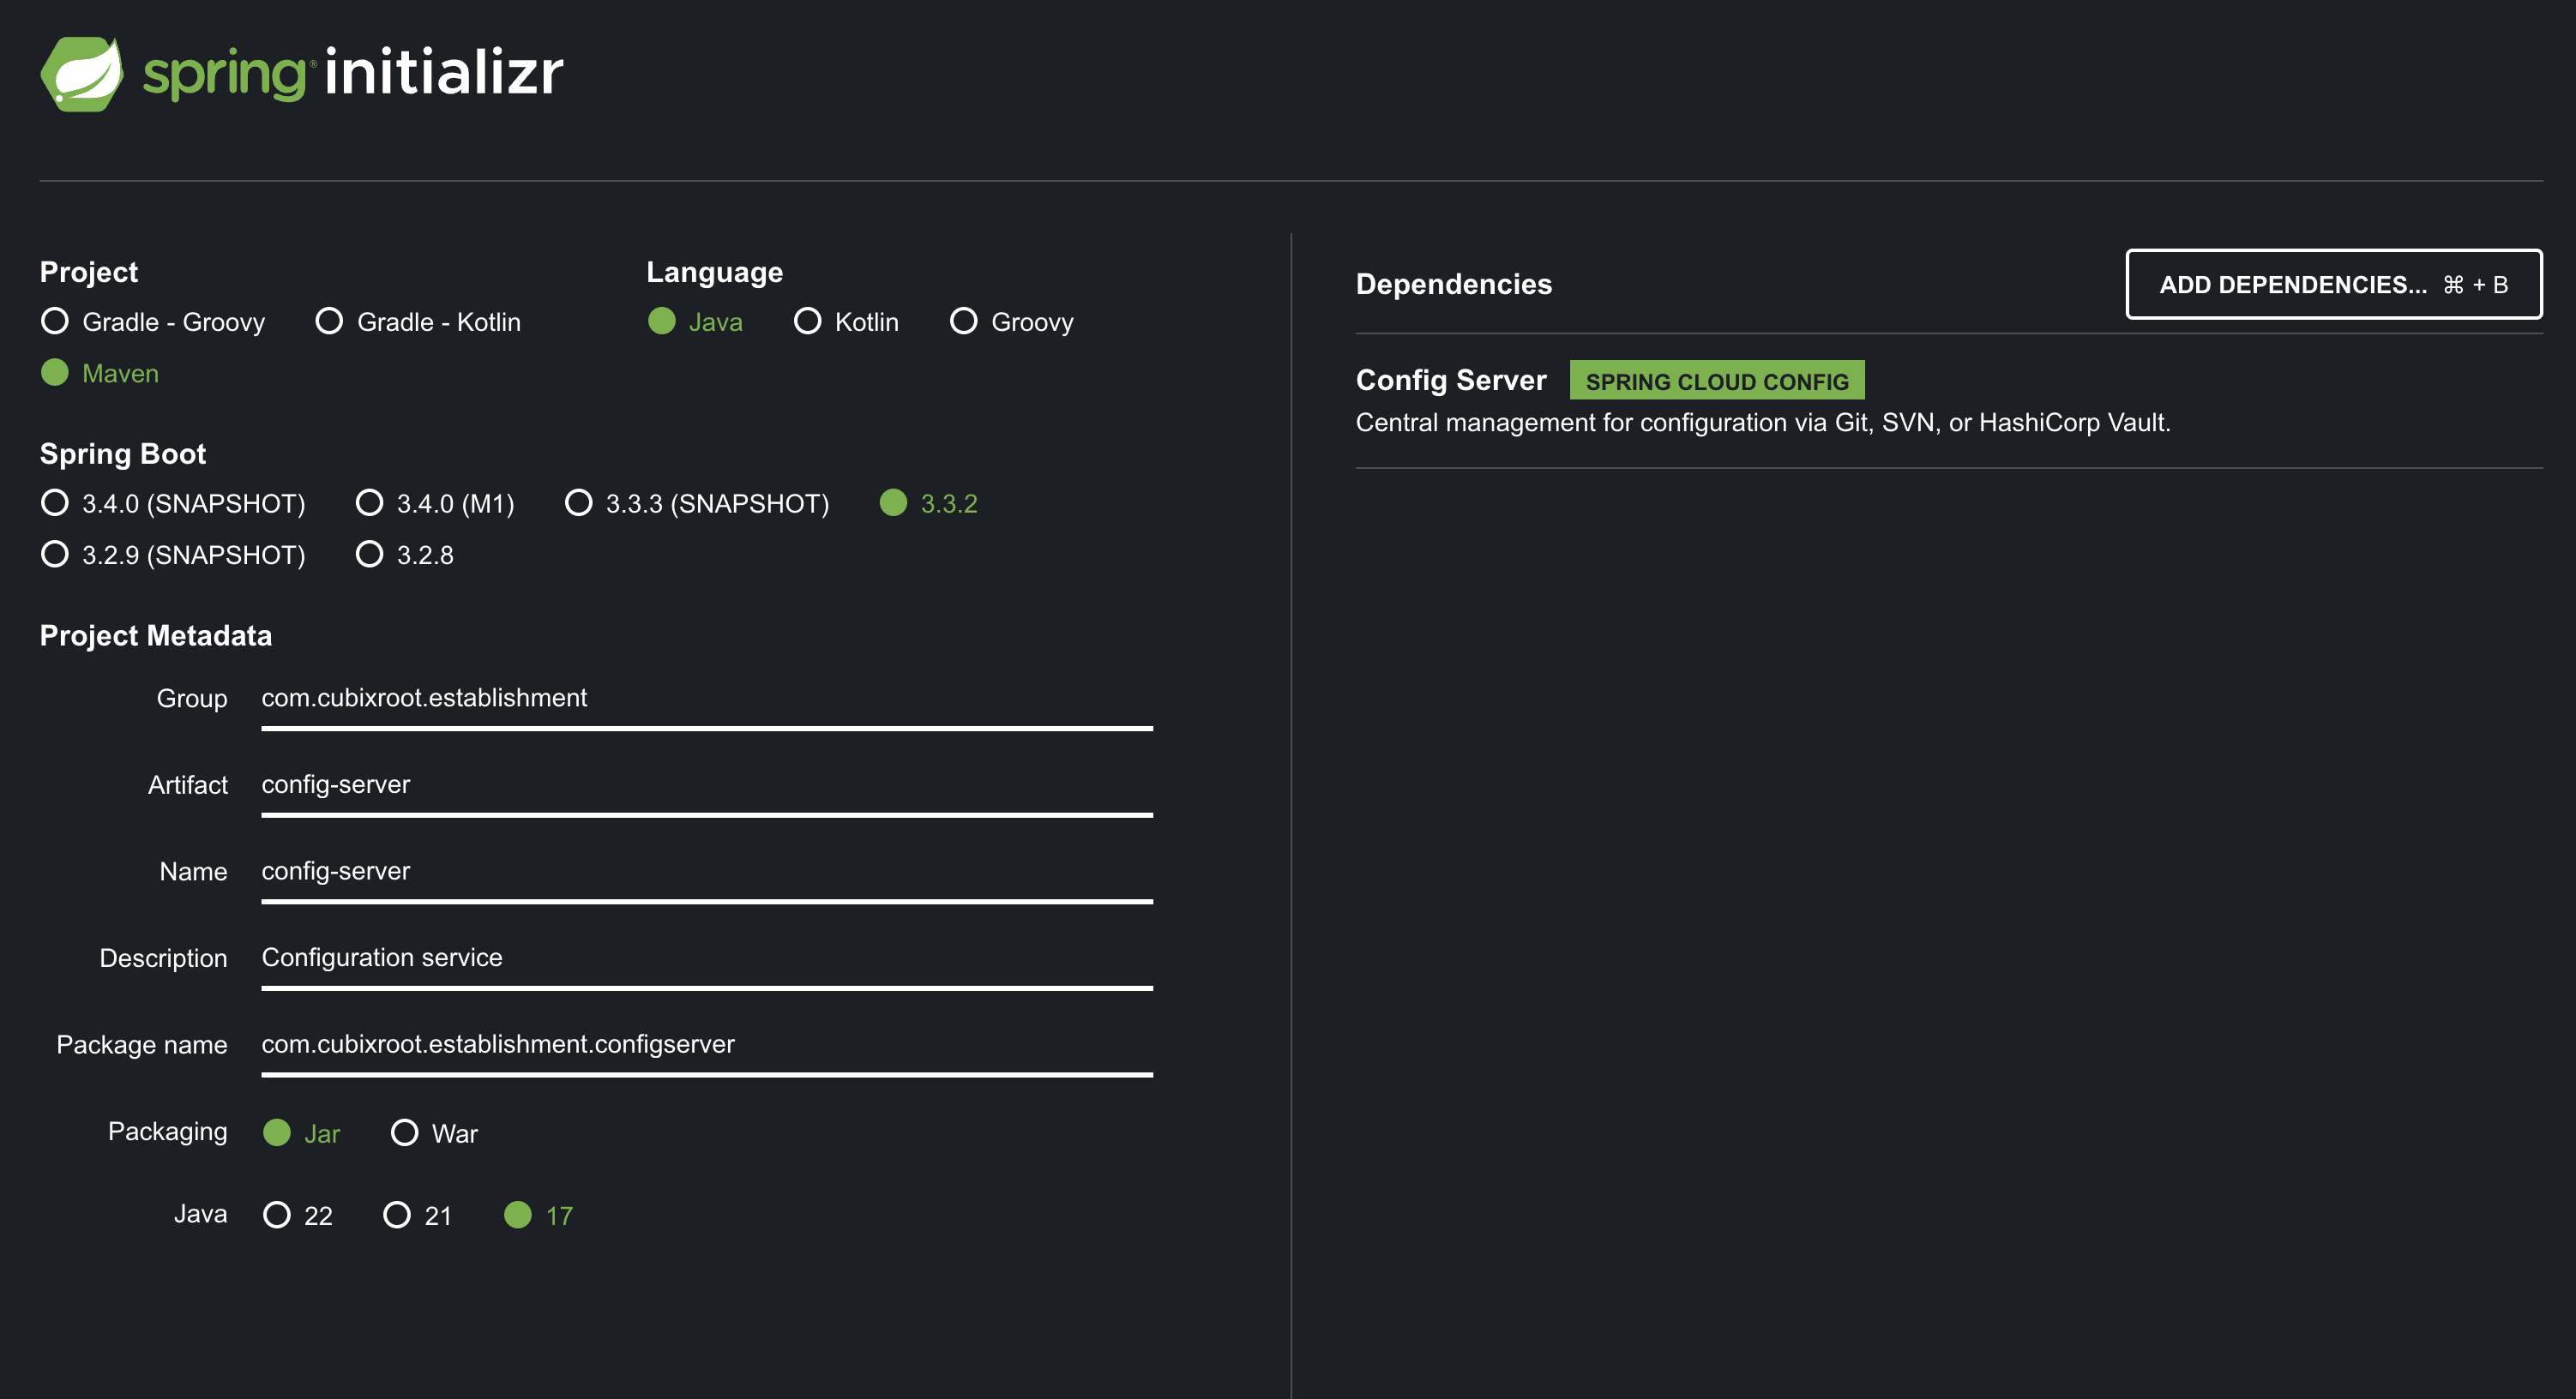 spring® initializr
Project
Gradle - Groovy Gradle - Kotlin
Maven
Language
Java Kotlin Groovy
Spring Boot
3.4.0 (SNAPSHOT) 3.4.0 (M1) 3.3.3 (SNAPSHOT) 3.3.2
3.2.9 (SNAPSHOT) 3.2.8
Project Metadata
Group com.cubixroot.establishment
Artifact config-server
Name config-server
Description Configuration service
Package name com.cubixroot.establishment.configserver
Packaging Jar War
Java 22 21 17
Dependencies ADD DEPENDENCIES... ⌘ + B
Config Server SPRING CLOUD CONFIG
Central management for configuration via Git, SVN, or HashiCorp Vault.